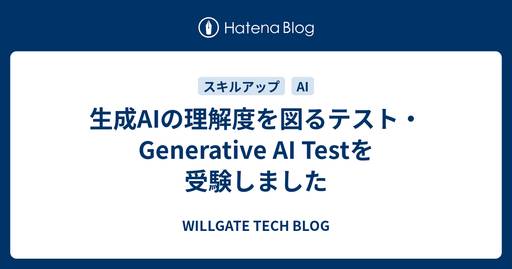 Hatena Blog
スキルアップ AI
生成AIの理解度を図るテスト・
Generative AI Testを
受験しました
WILLGATE TECH BLOG